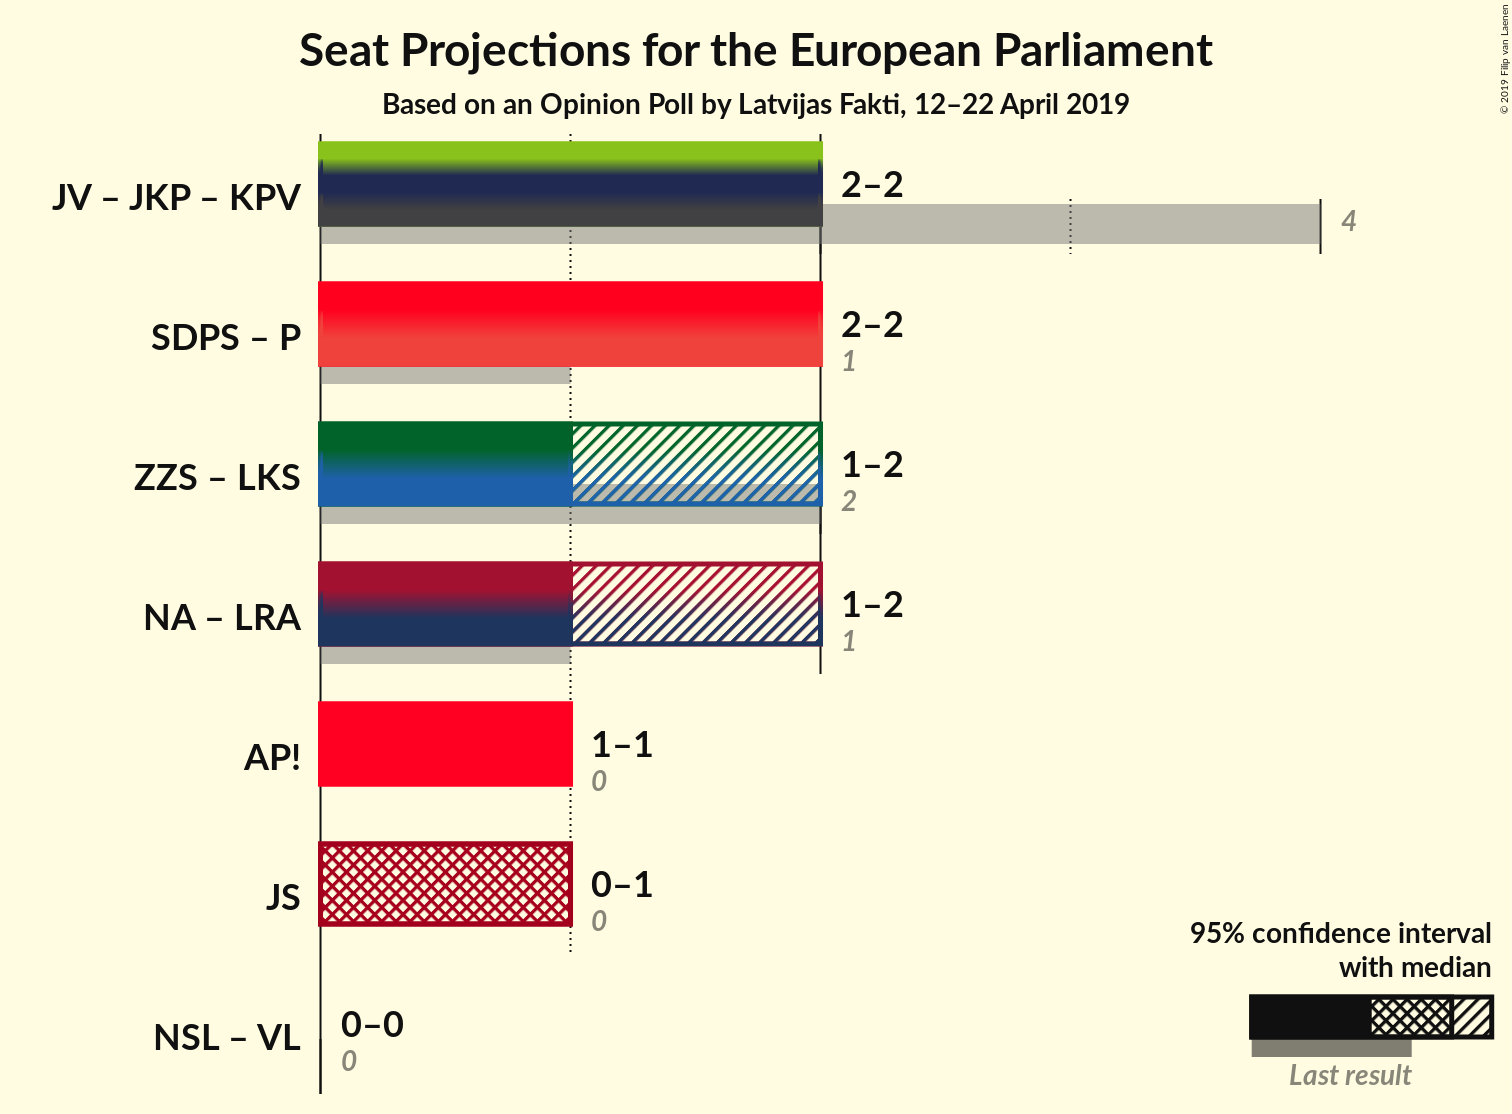 Seat Projections for the European Parliament
Based on an Opinion Poll by Latvijas Fakti, 12–22 April 2019
© 2019 Filip van Laenen
JV – JKP – KPV
2–2
4
SDPS – P
2–2
1
ZZS – LKS
1–2
2
NA – LRA
1–2
1
AP!
1–1
0
JS
0–1
0
NSL – VL
0–0
0
95% confidence interval
with median
Last result